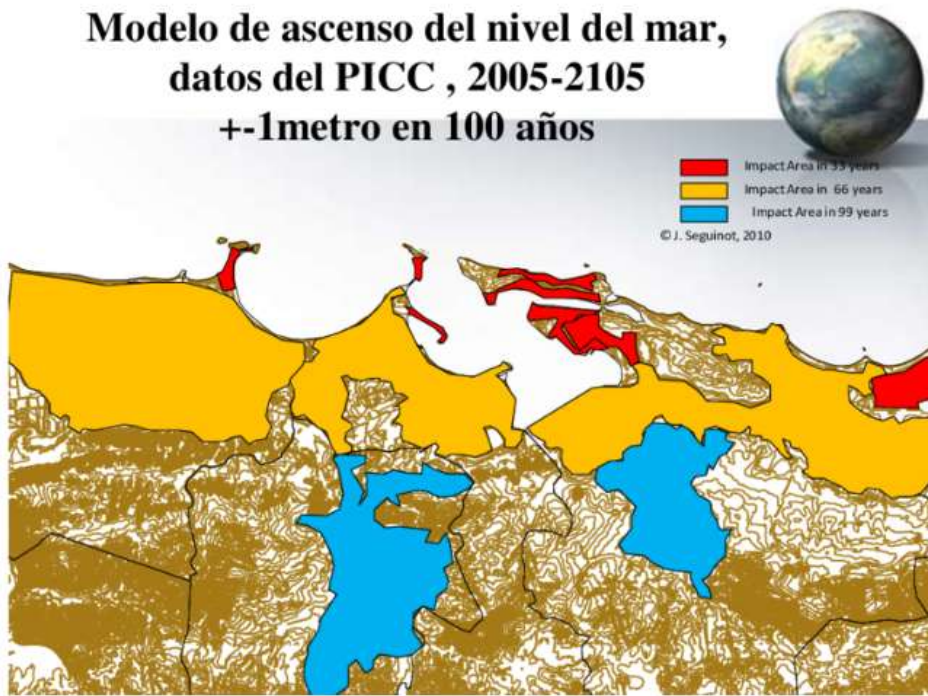 Modelo de ascenso del nivel del mar,
datos del PICC , 2005-2105
+-1metro en 100 años
Impact Area in 33 years
Impact Area in 66 years
Impact Area in 99 years
© J. Seguinot, 2010